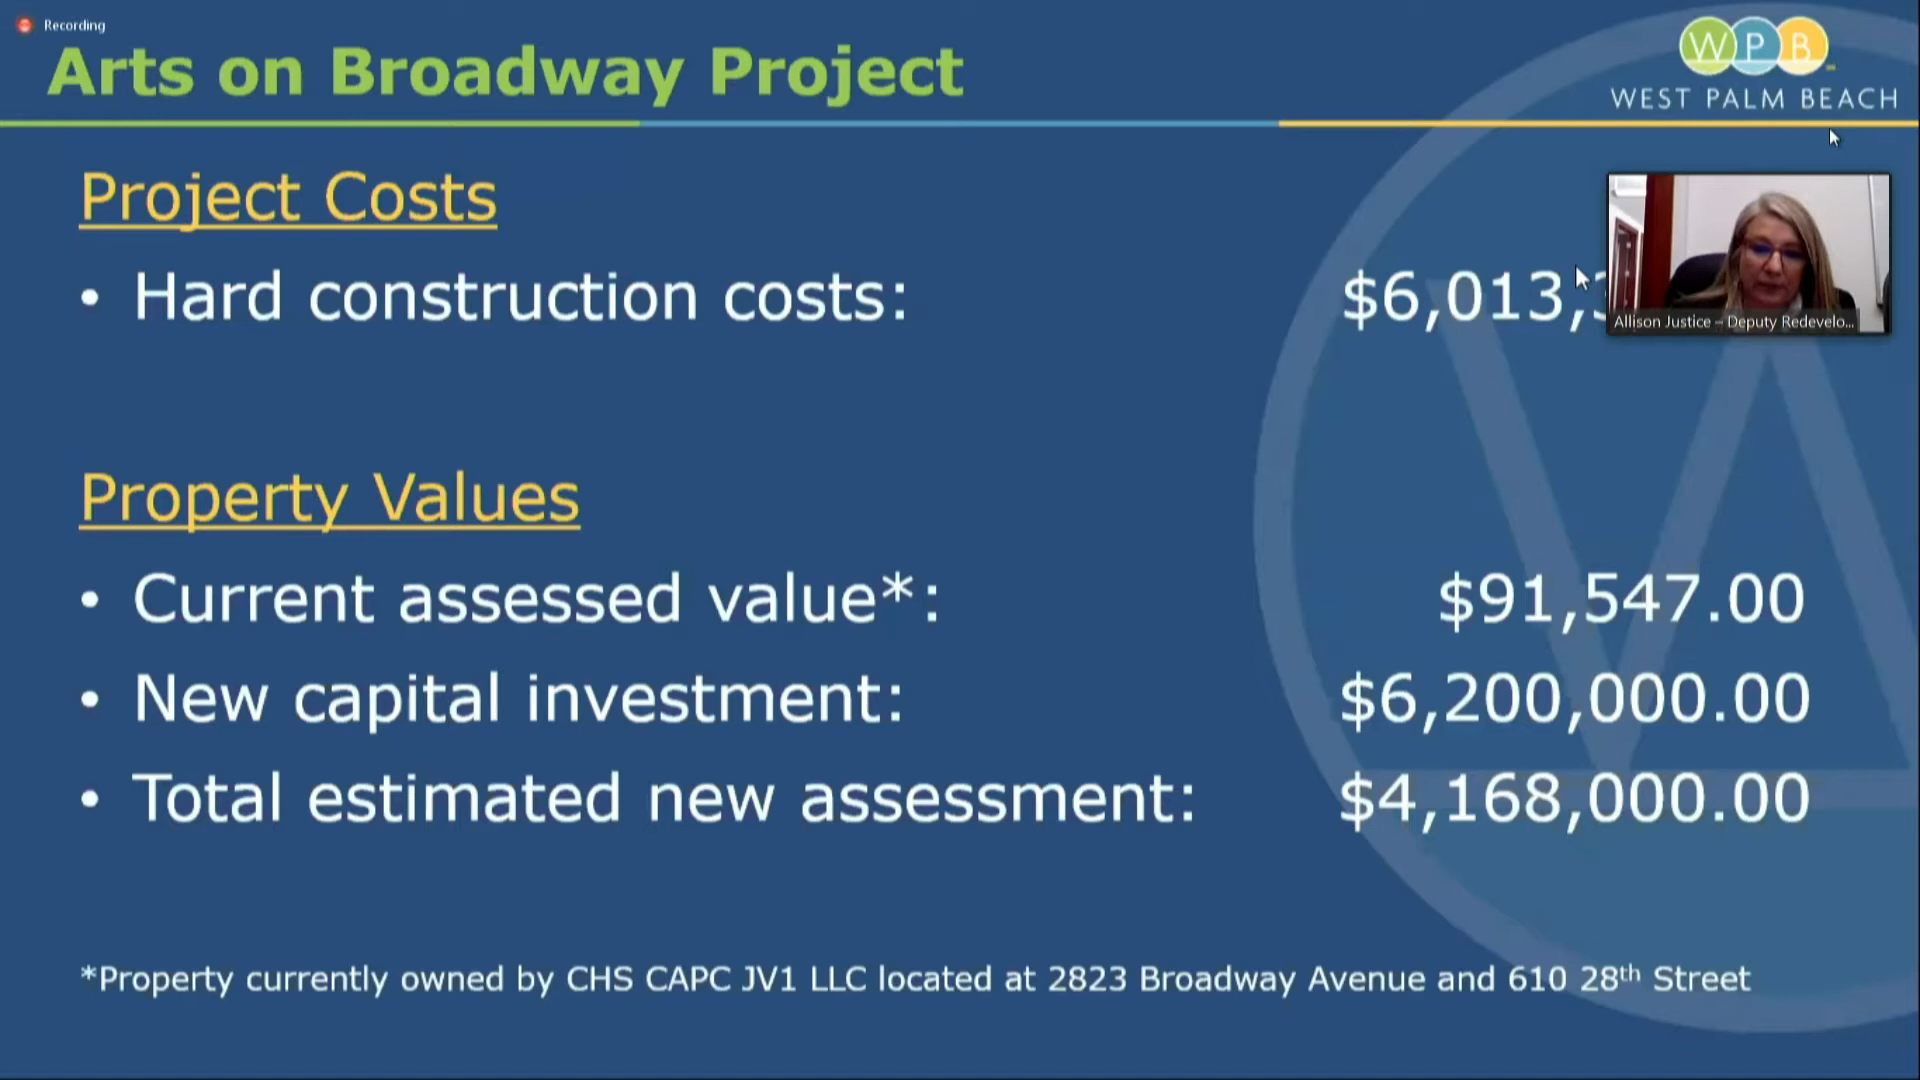 Recording
Arts on Broadway Project
WPB
WEST PALM BEACH
Project Costs
• Hard construction costs: $6,013,
Allison Justice – Deputy Redevelo...
Property Values
• Current assessed value*: $91,547.00
• New capital investment: $6,200,000.00
• Total estimated new assessment: $4,168,000.00
*Property currently owned by CHS CAPC JV1 LLC located at 2823 Broadway Avenue and 610 28th Street